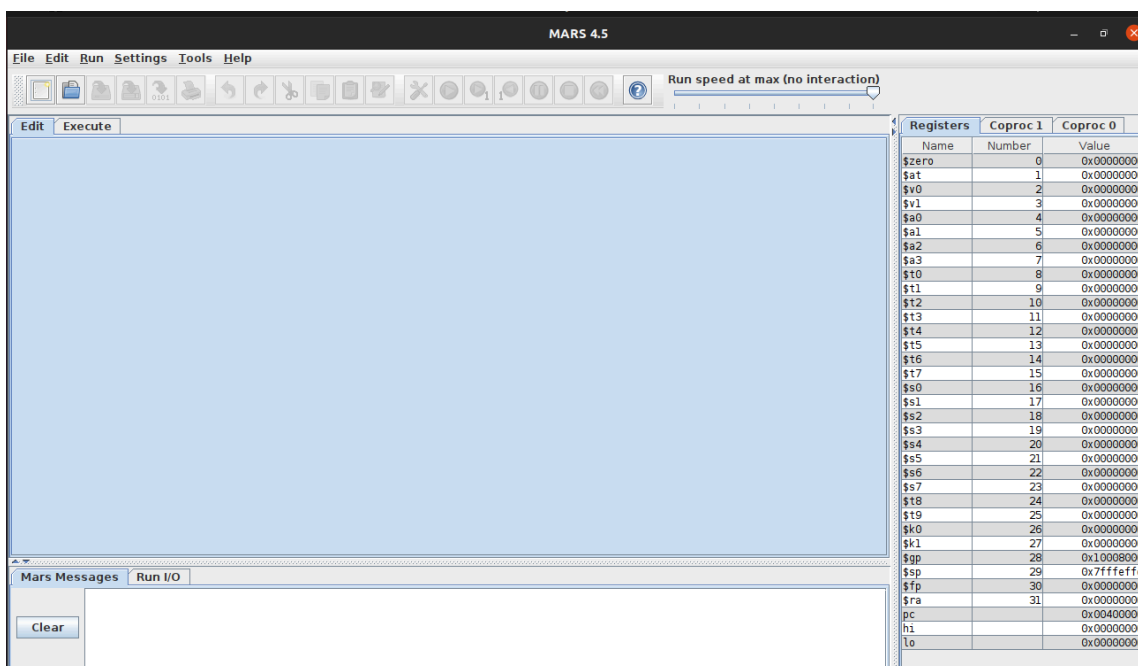 MARS 4.5
File Edit Run Settings Tools Help
Run speed at max (no interaction)
Edit Execute
Registers Coproc 1 Coproc 0
Name Number Value
$zero 0 0x0000000
$at 1 0x0000000
$v0 2 0x0000000
$v1 3 0x0000000
$a0 4 0x0000000
$a1 5 0x0000000
$a2 6 0x0000000
$a3 7 0x0000000
$t0 8 0x0000000
$t1 9 0x0000000
$t2 10 0x0000000
$t3 11 0x0000000
$t4 12 0x0000000
$t5 13 0x0000000
$t6 14 0x0000000
$t7 15 0x0000000
$s0 16 0x0000000
$s1 17 0x0000000
$s2 18 0x0000000
$s3 19 0x0000000
$s4 20 0x0000000
$s5 21 0x0000000
$s6 22 0x0000000
$s7 23 0x0000000
$t8 24 0x0000000
$t9 25 0x0000000
$k0 26 0x0000000
$k1 27 0x0000000
$gp 28 0x1000800
$sp 29 0x7fffeff
$fp 30 0x0000000
$ra 31 0x0000000
pc 0x0040000
hi 0x0000000
lo 0x0000000
Mars Messages Run I/O
Clear